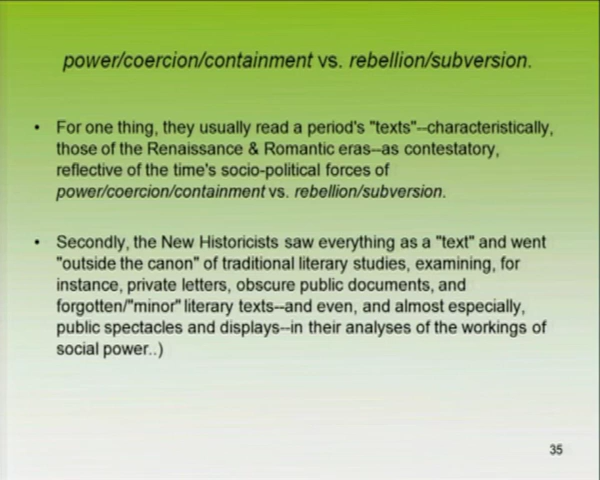 power/coercion/containment vs. rebellion/subversion.
• For one thing, they usually read a period's "texts"--characteristically,
those of the Renaissance & Romantic eras--as contestatory,
reflective of the time's socio-political forces of
power/coercion/containment vs. rebellion/subversion.
• Secondly, the New Historicists saw everything as a "text" and went
"outside the canon" of traditional literary studies, examining, for
instance, private letters, obscure public documents, and
forgotten/"minor" literary texts--and even, and almost especially,
public spectacles and displays--in their analyses of the workings of
social power..)
35